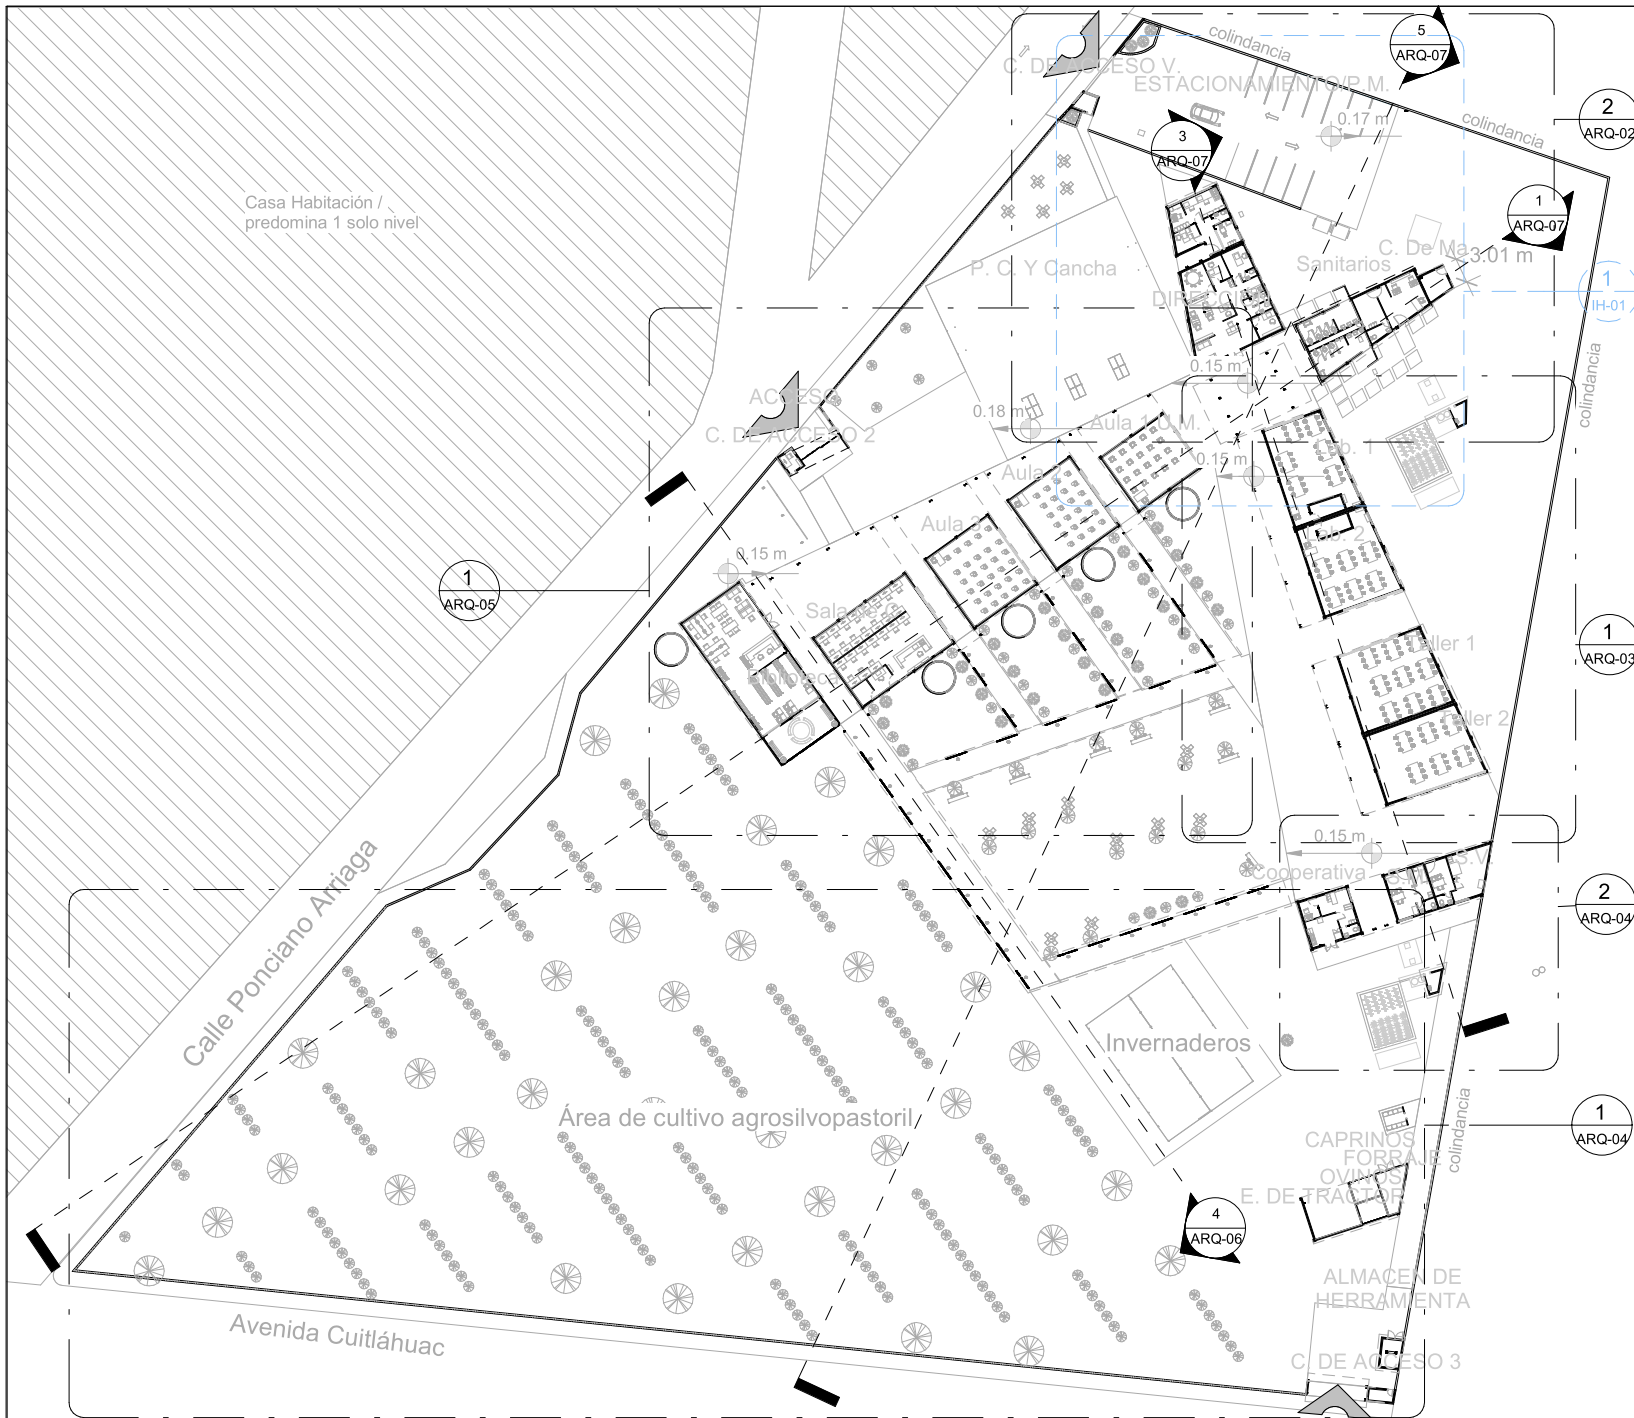 colindancia
5
ARQ-07
C. DE ACCESO V.
ESTACIONAMIENTO/P.M.
2
ARQ-02
0.17 m
colindancia
3
ARQ-07
Casa Habitación /
predomina 1 solo nivel
1
ARQ-07
P. C. Y Cancha
Sanitarios
C. De Ma
3.01 m
1
IH-01
DIRECCION
0.15 m
colindancia
ACCESO
C. DE ACCESO 2
0.18 m
Aula 1 U.M.
Lab. 1
Aula
0.15 m
Aula 3
Lab. 2
0.15 m
1
ARQ-05
Sala de C
1
ARQ-03
Taller 1
Biblioteca
Taller 2
0.15 m
S.V.
Cooperativa
2
ARQ-04
Calle Ponciano Arriaga
Invernaderos
Área de cultivo agrosilvopastoril
colindancia
1
ARQ-04
CAPRINOS
FORRAJE
OVINOS
E. DE TRACTOR
4
ARQ-06
ALMACEN DE
HERRAMIENTA
Avenida Cuitláhuac
C. DE ACCESO 3